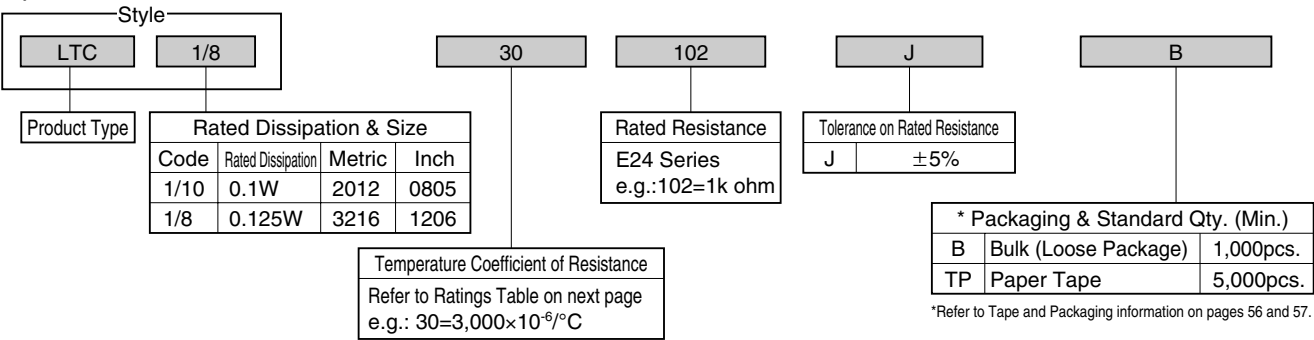 Style
LTC 1/8 30 102 J B
Product Type
Rated Dissipation & Size
Code Rated Dissipation Metric Inch
1/10 0.1W 2012 0805
1/8 0.125W 3216 1206
Rated Resistance
E24 Series
e.g.:102=1k ohm
Tolerance on Rated Resistance
J ±5%
Temperature Coefficient of Resistance
Refer to Ratings Table on next page
e.g.: 30=3,000×10⁻⁶/°C
* Packaging & Standard Qty. (Min.)
B Bulk (Loose Package) 1,000pcs.
TP Paper Tape 5,000pcs.
*Refer to Tape and Packaging information on pages 56 and 57.